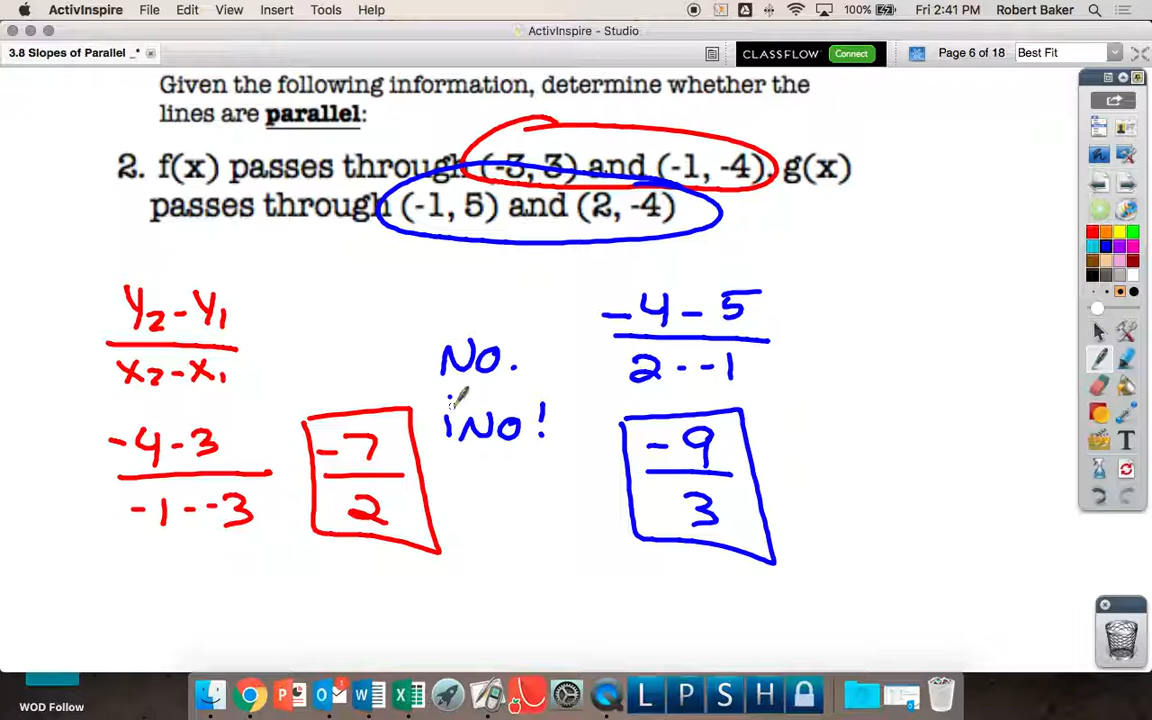 ActivInspire File Edit View Insert Tools Help 100% Fri 2:41 PM Robert Baker
ActivInspire - Studio
3.8 Slopes of Parallel _* CLASSFLOW Connect Page 6 of 18 Best Fit
Given the following information, determine whether the
lines are parallel:
2. f(x) passes through (-3, 3) and (-1, -4), g(x)
passes through (-1, 5) and (2, -4)
y2 - y1
x2 - x1
-4 - 3
-1 - -3
-7
2
NO.
¡NO!
-4 - 5
2 - -1
-9
3
L P S H
WOD Follow